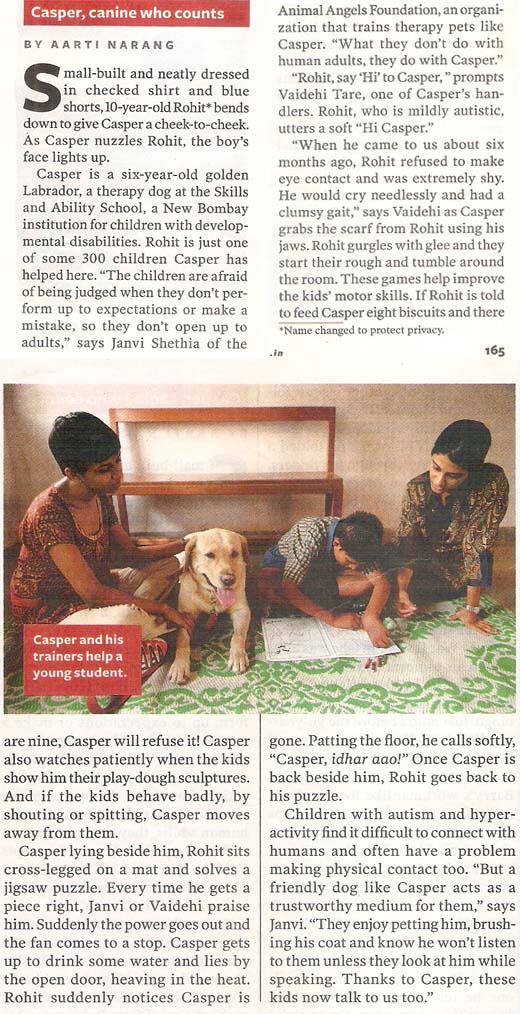 Casper, canine who counts
BY AARTI NARANG
Small-built and neatly dressed
in checked shirt and blue
shorts, 10-year-old Rohit* bends
down to give Casper a cheek-to-cheek.
As Casper nuzzles Rohit, the boy's
face lights up.
Casper is a six-year-old golden
Labrador, a therapy dog at the Skills
and Ability School, a New Bombay
institution for children with develop-
mental disabilities. Rohit is just one
of some 300 children Casper has
helped here. “The children are afraid
of being judged when they don't per-
form up to expectations or make a
mistake, so they don't open up to
adults,” says Janvi Shethia of the
Animal Angels Foundation, an organi-
zation that trains therapy pets like
Casper. “What they don't do with
human adults, they do with Casper.”
“Rohit, say ‘Hi’ to Casper,” prompts
Vaidehi Tare, one of Casper's han-
dlers. Rohit, who is mildly autistic,
utters a soft “Hi Casper.”
“When he came to us about six
months ago, Rohit refused to make
eye contact and was extremely shy.
He would cry needlessly and had a
clumsy gait,” says Vaidehi as Casper
grabs the scarf from Rohit using his
jaws. Rohit gurgles with glee and they
start their rough and tumble around
the room. These games help improve
the kids' motor skills. If Rohit is told
to feed Casper eight biscuits and there
*Name changed to protect privacy.
.in 165
Casper and his
trainers help a
young student.
are nine, Casper will refuse it! Casper
also watches patiently when the kids
show him their play-dough sculptures.
And if the kids behave badly, by
shouting or spitting, Casper moves
away from them.
Casper lying beside him, Rohit sits
cross-legged on a mat and solves a
jigsaw puzzle. Every time he gets a
piece right, Janvi or Vaidehi praise
him. Suddenly the power goes out and
the fan comes to a stop. Casper gets
up to drink some water and lies by
the open door, heaving in the heat.
Rohit suddenly notices Casper is
gone. Patting the floor, he calls softly,
“Casper, idhar aao!” Once Casper is
back beside him, Rohit goes back to
his puzzle.
Children with autism and hyper-
activity find it difficult to connect with
humans and often have a problem
making physical contact too. “But a
friendly dog like Casper acts as a
trustworthy medium for them,” says
Janvi. “They enjoy petting him, brush-
ing his coat and know he won't listen
to them unless they look at him while
speaking. Thanks to Casper, these
kids now talk to us too.”